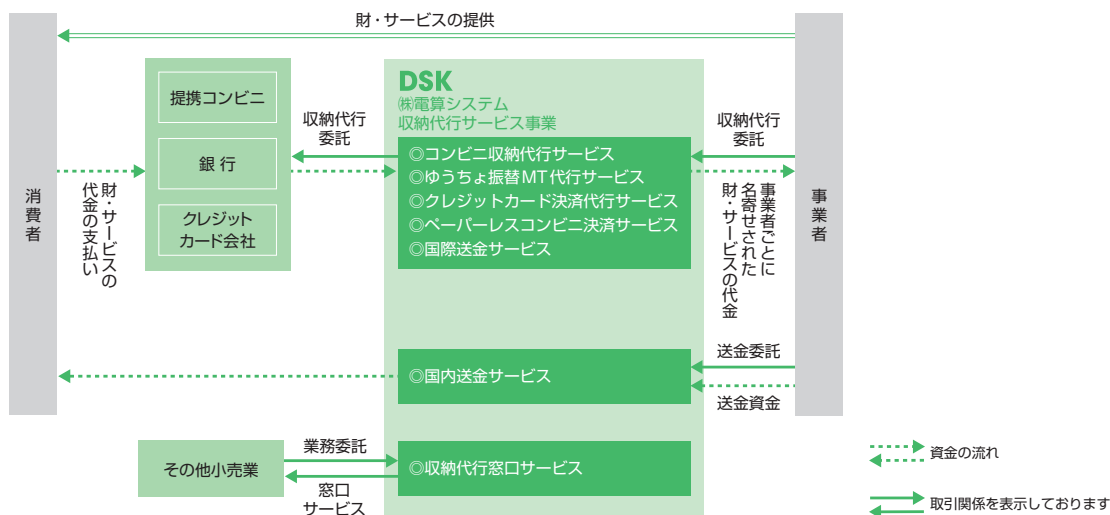 財・サービスの提供
消費者
財・サービスの
代金の支払い
提携コンビニ
銀行
クレジット
カード会社
収納代行
委託
DSK
㈱電算システム
収納代行サービス事業
◎コンビニ収納代行サービス
◎ゆうちょ振替MT代行サービス
◎クレジットカード決済代行サービス
◎ペーパーレスコンビニ決済サービス
◎国際送金サービス
収納代行
委託
事業者ごとに
名寄せされた
財・サービスの代金
事業者
◎国内送金サービス
送金委託
送金資金
その他小売業
業務委託
窓口
サービス
◎収納代行窓口サービス
資金の流れ
取引関係を表示しております